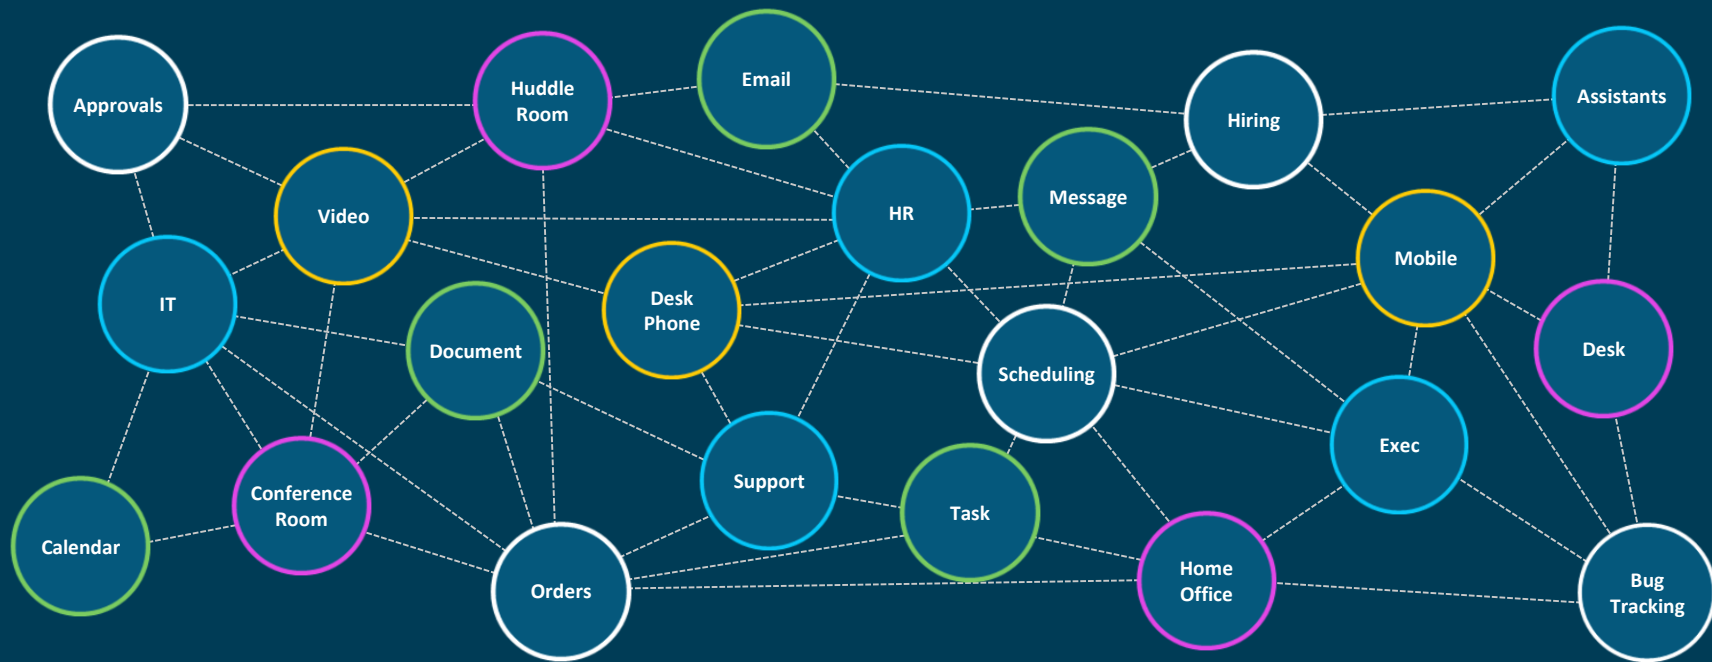 Approvals
Huddle
Room
Email
Hiring
Assistants
Video
HR
Message
Mobile
IT
Document
Desk
Phone
Scheduling
Desk
Calendar
Conference
Room
Orders
Support
Task
Exec
Home
Office
Bug
Tracking